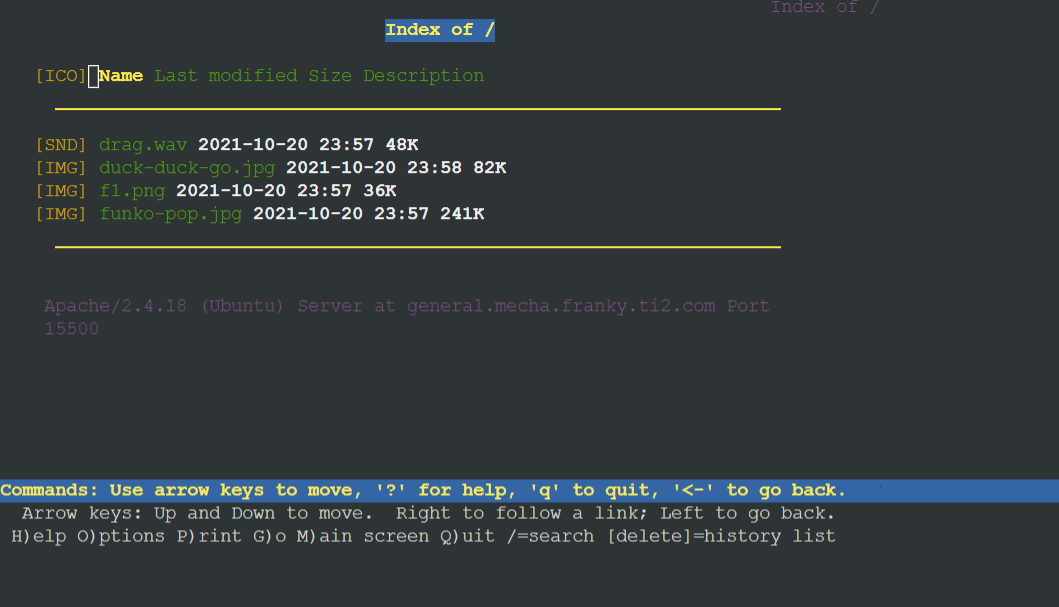 Index of /
Index of /
[ICO] Name Last modified Size Description
[SND] drag.wav 2021-10-20 23:57 48K
[IMG] duck-duck-go.jpg 2021-10-20 23:58 82K
[IMG] f1.png 2021-10-20 23:57 36K
[IMG] funko-pop.jpg 2021-10-20 23:57 241K
Apache/2.4.18 (Ubuntu) Server at general.mecha.franky.ti2.com Port
15500
Commands: Use arrow keys to move, '?' for help, 'q' to quit, '<-' to go back.
Arrow keys: Up and Down to move.  Right to follow a link; Left to go back.
H)elp O)ptions P)rint G)o M)ain screen Q)uit /=search [delete]=history list